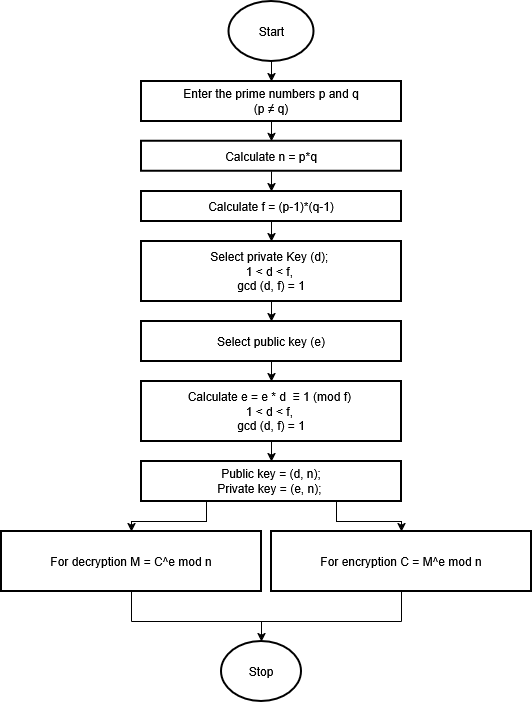 Start
Enter the prime numbers p and q
(p ≠ q)
Calculate n = p*q
Calculate f = (p-1)*(q-1)
Select private Key (d);
1 < d < f,
gcd (d, f) = 1
Select public key (e)
Calculate e = e * d ≡ 1 (mod f)
1 < d < f,
gcd (d, f) = 1
Public key = (d, n);
Private key = (e, n);
For decryption M = C^e mod n
For encryption C = M^e mod n
Stop